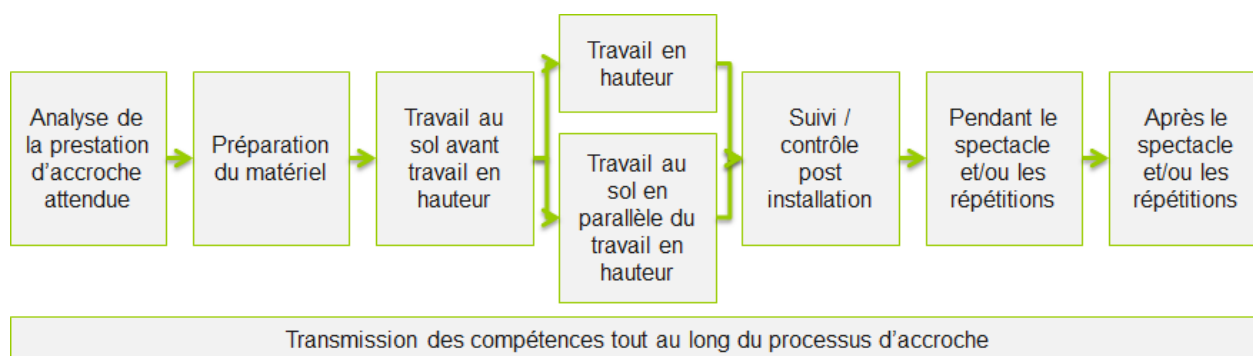 Analyse de
la prestation
d'accroche
attendue
Préparation
du matériel
Travail au
sol avant
travail en
hauteur
Travail en
hauteur
Travail au
sol en
parallèle du
travail en
hauteur
Suivi /
contrôle
post
installation
Pendant le
spectacle
et/ou les
répétitions
Après le
spectacle
et/ou les
répétitions
Transmission des compétences tout au long du processus d'accroche